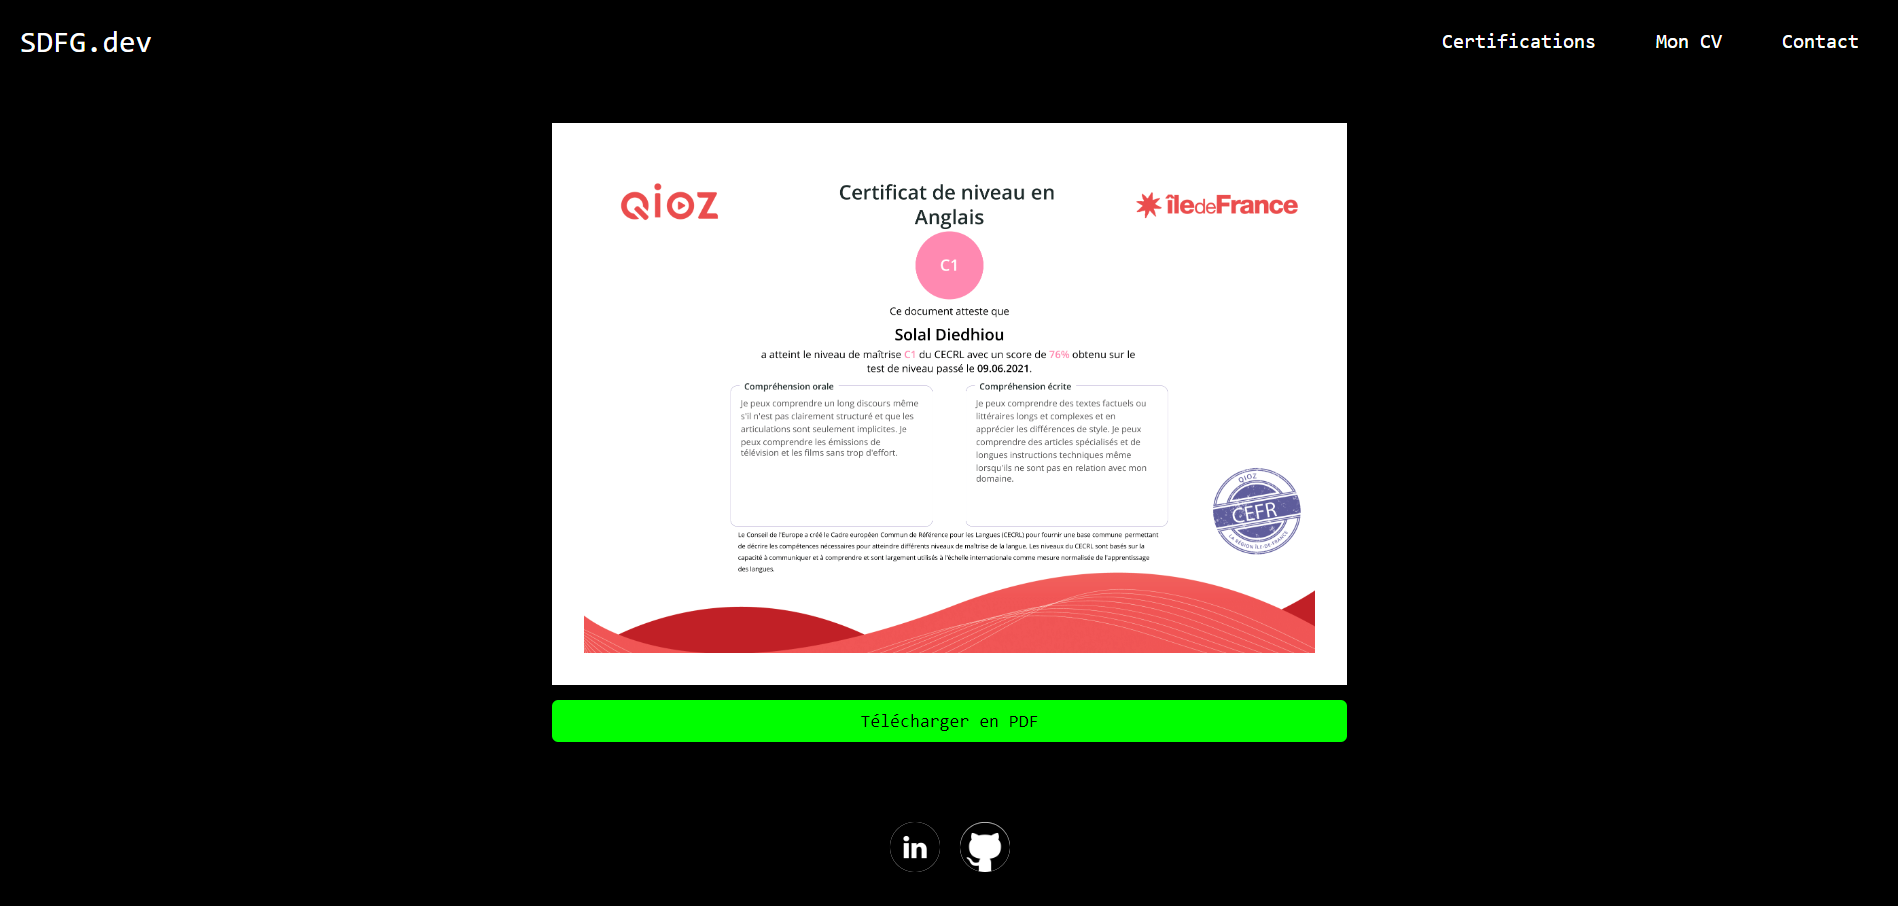 SDFG.dev
Certifications
Mon CV
Contact
QIOZ
Certificat de niveau en
Anglais
îledeFrance
C1
Ce document atteste que
Solal Diedhiou
a atteint le niveau de maîtrise C1 du CECRL avec un score de 76% obtenu sur le
test de niveau passé le 09.06.2021.
Compréhension orale
Je peux comprendre un long discours même
s'il n'est pas clairement structuré et que les
articulations sont seulement implicites. Je
peux comprendre les émissions de
télévision et les films sans trop d'effort.
Compréhension écrite
Je peux comprendre des textes factuels ou
littéraires longs et complexes et en
apprécier les différences de style. Je peux
comprendre des articles spécialisés et de
longues instructions techniques même
lorsqu'ils ne sont pas en relation avec mon
domaine.
QIOZ
CEFR
LA RÉGION ÎLE-DE-FRANCE
Le Conseil de l'Europe a créé le Cadre européen Commun de Référence pour les Langues (CECRL) pour fournir une base commune permettant
de décrire les compétences nécessaires pour atteindre différents niveaux de maîtrise de la langue. Les niveaux du CECRL sont basés sur la
capacité à communiquer et à comprendre et sont largement utilisés à l'échelle internationale comme mesure normalisée de l'apprentissage
des langues.
Télécharger en PDF
in